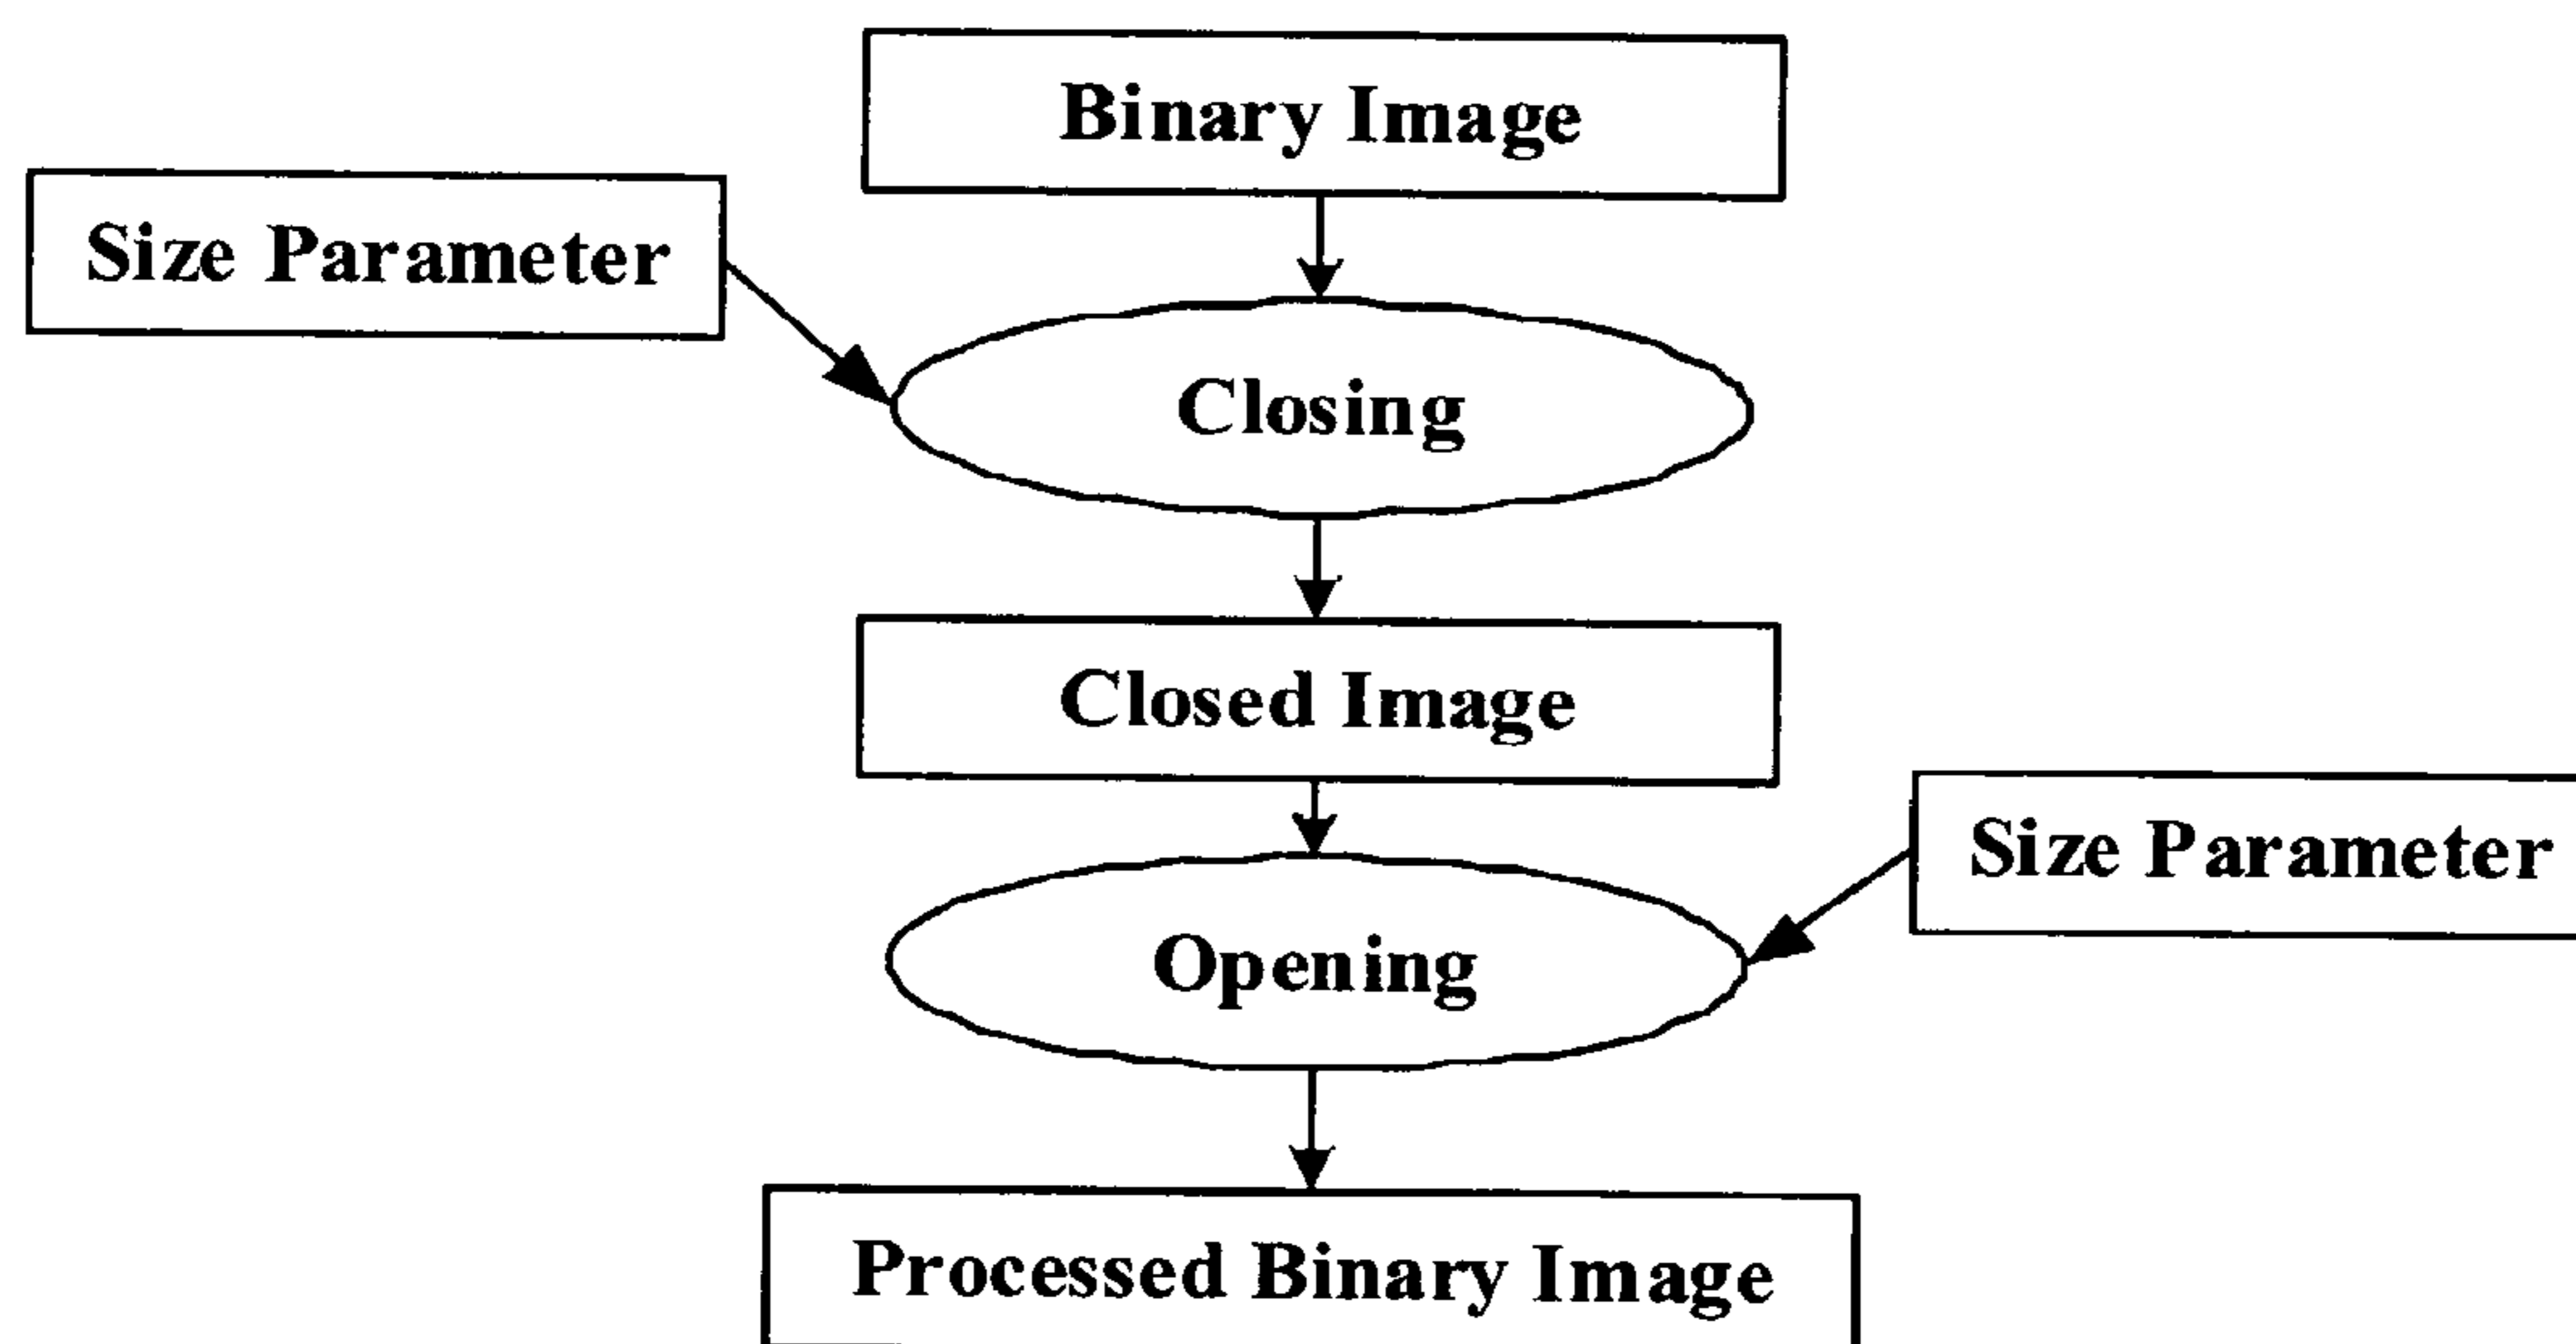 Binary Image
Size Parameter
Closing
Closed Image
Size Parameter
Opening
Processed Binary Image